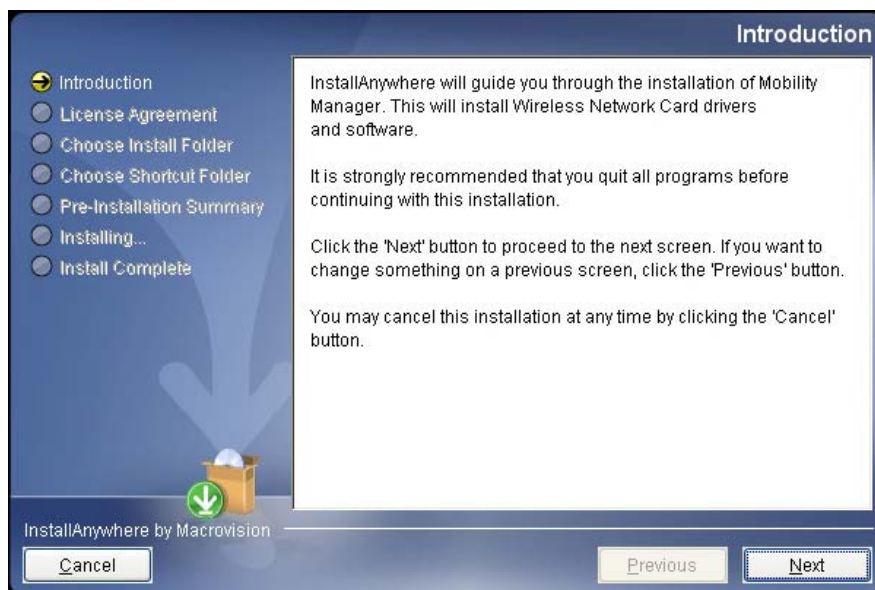 Introduction
Introduction
License Agreement
Choose Install Folder
Choose Shortcut Folder
Pre-Installation Summary
Installing...
Install Complete
InstallAnywhere will guide you through the installation of Mobility
Manager. This will install Wireless Network Card drivers
and software.
It is strongly recommended that you quit all programs before
continuing with this installation.
Click the 'Next' button to proceed to the next screen. If you want to
change something on a previous screen, click the 'Previous' button.
You may cancel this installation at any time by clicking the 'Cancel'
button.
InstallAnywhere by Macrovision
Cancel
Previous
Next